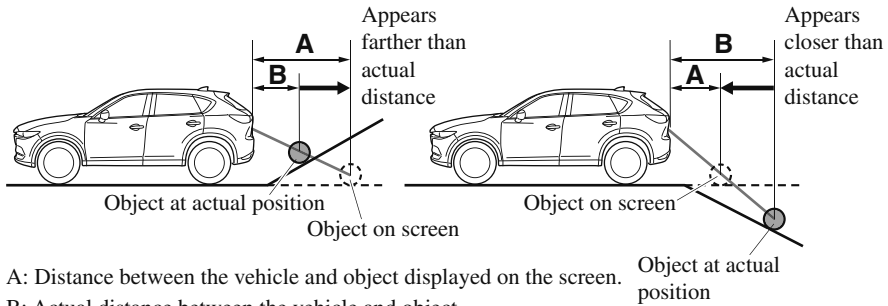 Appears
farther than
actual
distance
A
B
Object at actual position
Object on screen
Appears
closer than
actual
distance
B
A
Object on screen
Object at actual
position
A: Distance between the vehicle and object displayed on the screen.
B: Actual distance between the vehicle and object